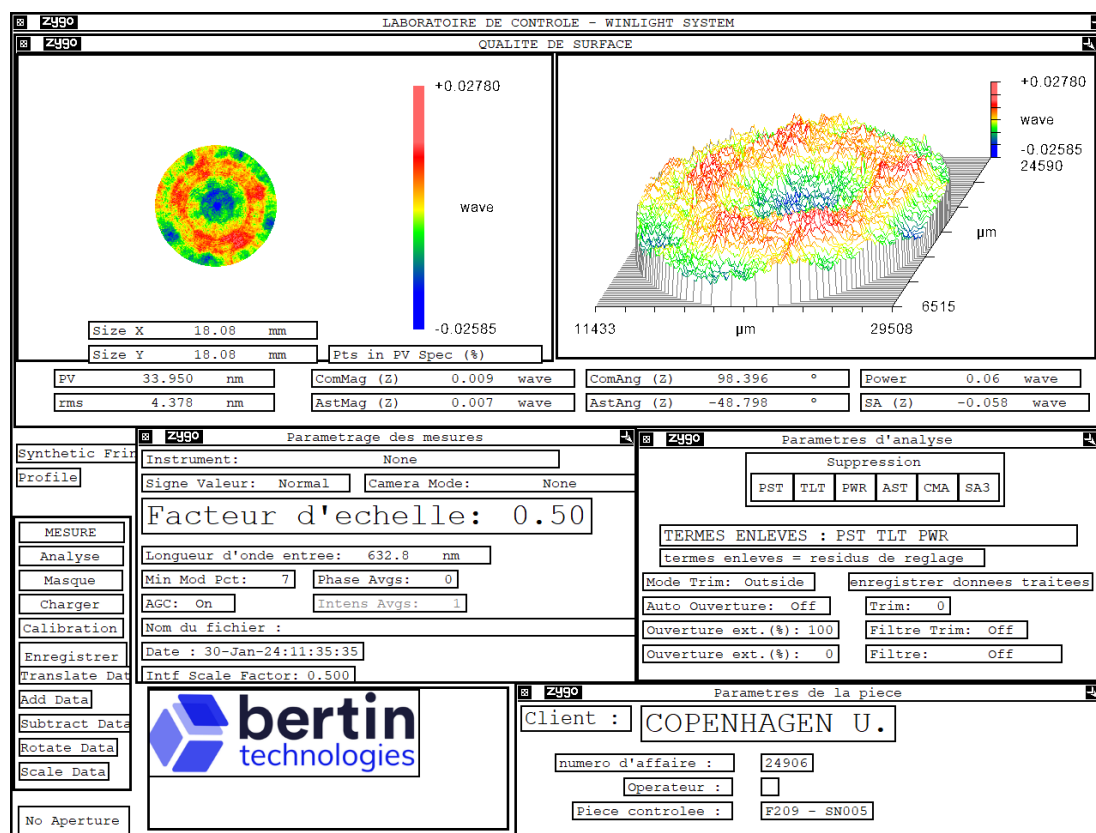 zygo LABORATOIRE DE CONTROLE - WINLIGHT SYSTEM
zygo QUALITE DE SURFACE
+0.02780
wave
-0.02585
+0.02780
wave
-0.02585
24590
µm
6515
11433 µm 29508
Size X 18.08 mm
Size Y 18.08 mm Pts in PV Spec (%)
PV 33.950 nm ComMag (Z) 0.009 wave ComAng (Z) 98.396 ° Power 0.06 wave
rms 4.378 nm AstMag (Z) 0.007 wave AstAng (Z) -48.798 ° SA (Z) -0.058 wave
Synthetic Frin
Profile
MESURE
Analyse
Masque
Charger
Calibration
Enregistrer
Translate Dat
Add Data
Subtract Data
Rotate Data
Scale Data
No Aperture
zygo Parametrage des mesures
Instrument: None
Signe Valeur: Normal Camera Mode: None
Facteur d'echelle: 0.50
Longueur d'onde entree: 632.8 nm
Min Mod Pct: 7 Phase Avgs: 0
AGC: On Intens Avgs: 1
Nom du fichier :
Date : 30-Jan-24:11:35:35
Intf Scale Factor: 0.500
zygo Parametres d'analyse
Suppression
PST TLT PWR AST CMA SA3
TERMES ENLEVES : PST TLT PWR
termes enleves = residus de reglage
Mode Trim: Outside enregistrer donnees traitees
Auto Ouverture: Off Trim: 0
Ouverture ext.(%): 100 Filtre Trim: Off
Ouverture ext.(%): 0 Filtre: Off
bertin
technologies
zygo Parametres de la piece
Client : COPENHAGEN U.
numero d'affaire : 24906
Operateur :
Piece controlee : F209 - SN005